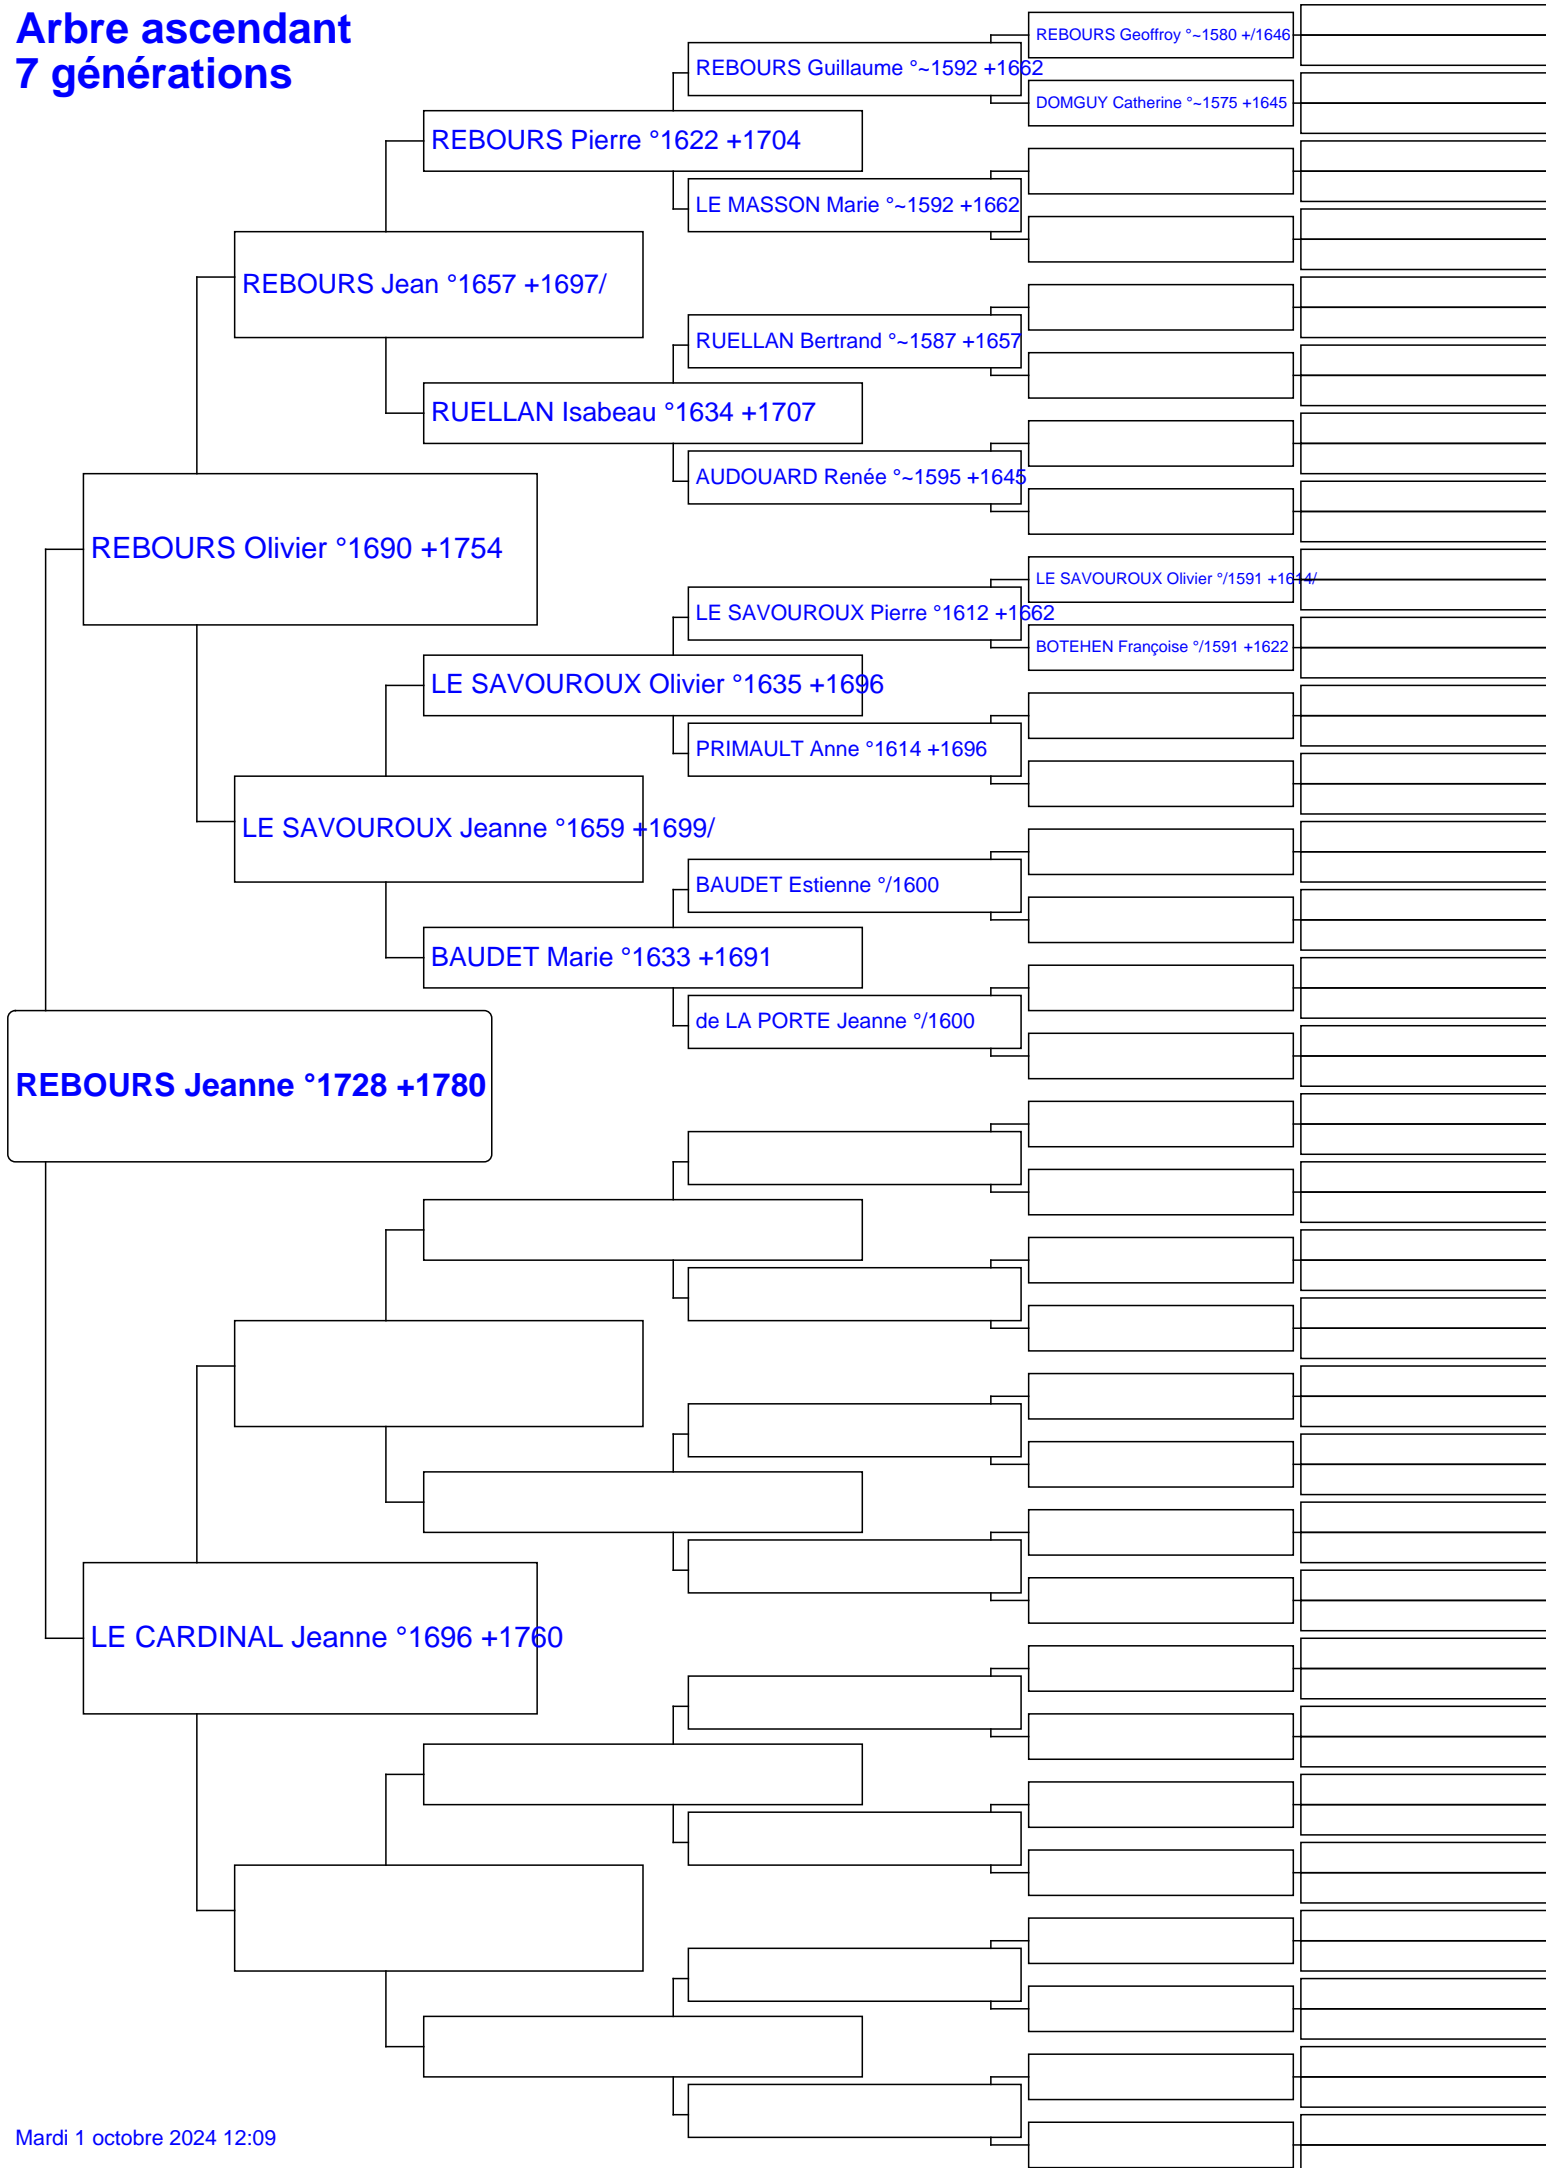 Arbre ascendant
7 générations
REBOURS Geoffroy °~1580 +/1646
REBOURS Guillaume °~1592 +1662
DOMGUY Catherine °~1575 +1645
REBOURS Pierre °1622 +1704
LE MASSON Marie °~1592 +1662
REBOURS Jean °1657 +1697/
RUELLAN Bertrand °~1587 +1657
RUELLAN Isabeau °1634 +1707
AUDOUARD Renée °~1595 +1645
REBOURS Olivier °1690 +1754
LE SAVOUROUX Olivier °/1591 +1614/
LE SAVOUROUX Pierre °1612 +1662
BOTEHEN Françoise °/1591 +1622
LE SAVOUROUX Olivier °1635 +1696
PRIMAULT Anne °1614 +1696
LE SAVOUROUX Jeanne °1659 +1699/
BAUDET Estienne °/1600
BAUDET Marie °1633 +1691
de LA PORTE Jeanne °/1600
REBOURS Jeanne °1728 +1780
LE CARDINAL Jeanne °1696 +1760
Mardi 1 octobre 2024 12:09